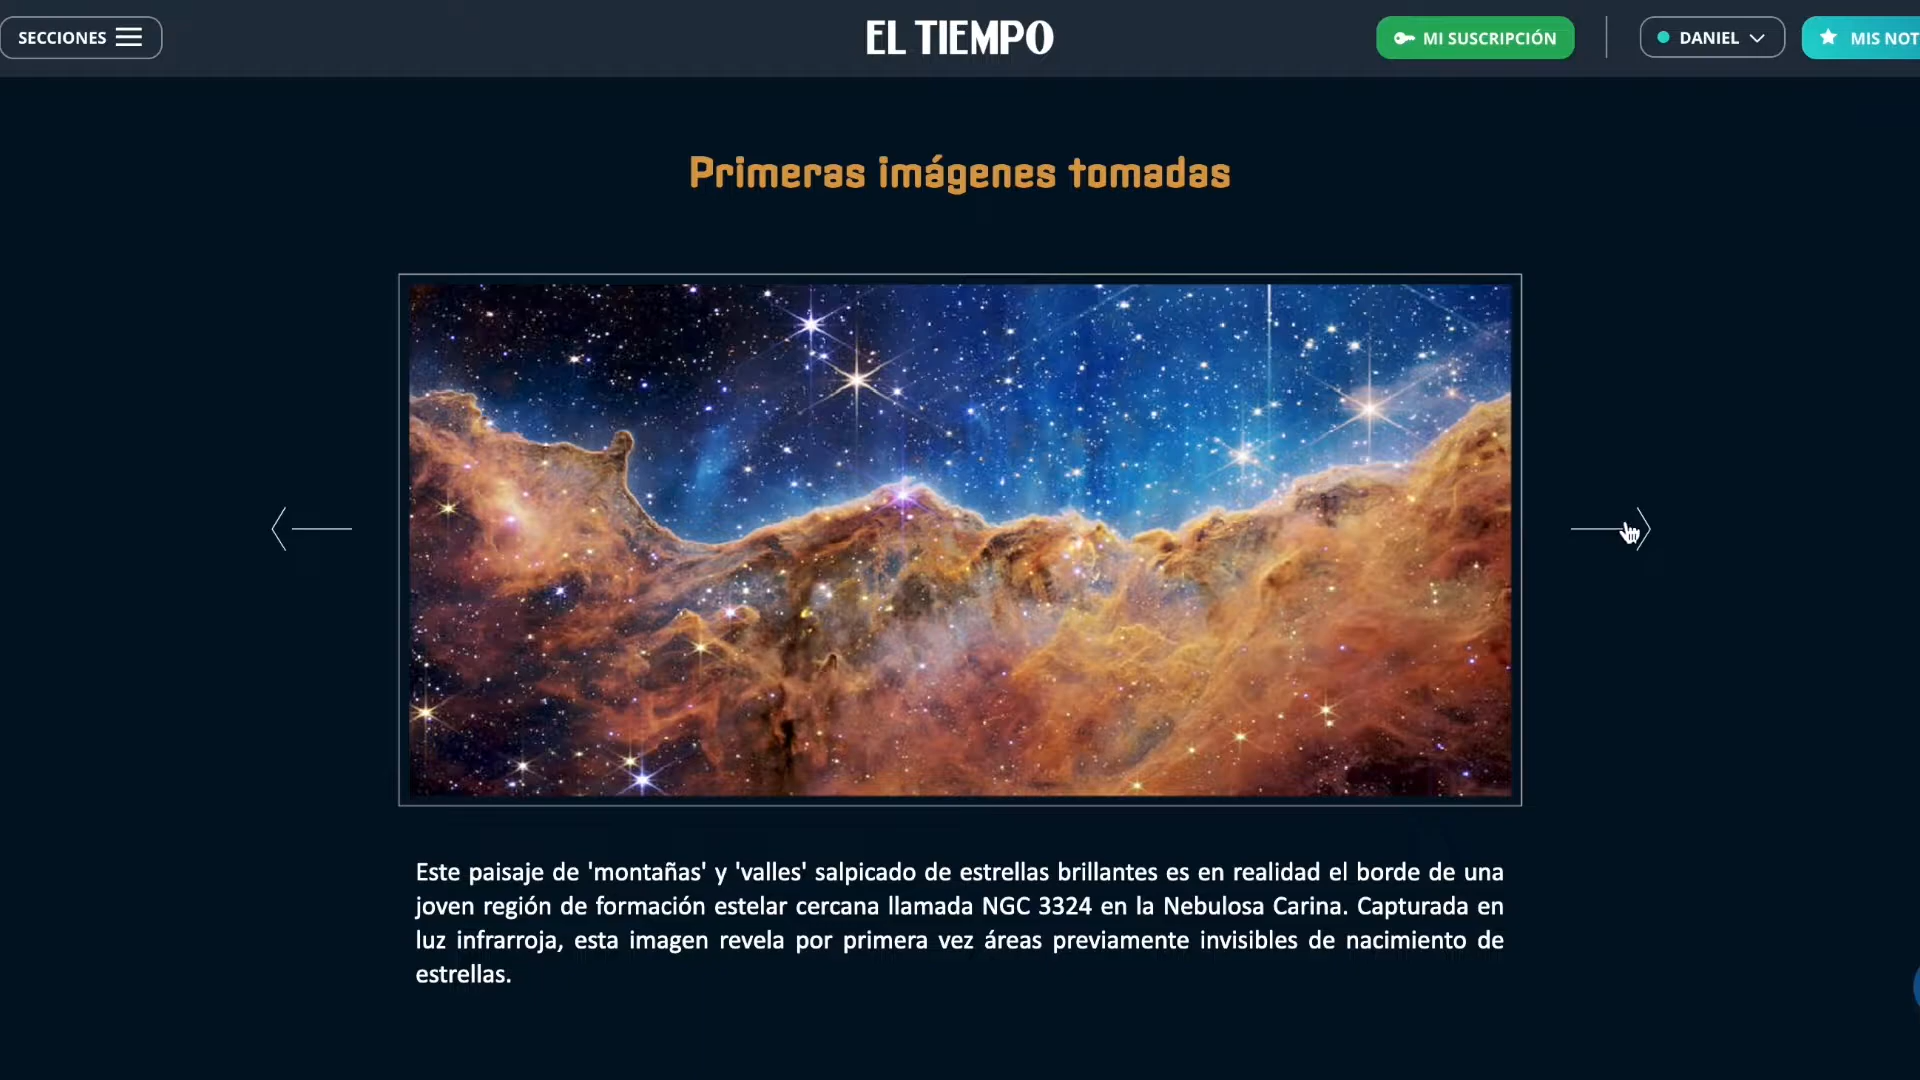 SECCIONES
EL TIEMPO
MI SUSCRIPCIÓN
DANIEL
MIS NOT
Primeras imágenes tomadas
Este paisaje de 'montañas' y 'valles' salpicado de estrellas brillantes es en realidad el borde de una
joven región de formación estelar cercana llamada NGC 3324 en la Nebulosa Carina. Capturada en
luz infrarroja, esta imagen revela por primera vez áreas previamente invisibles de nacimiento de
estrellas.